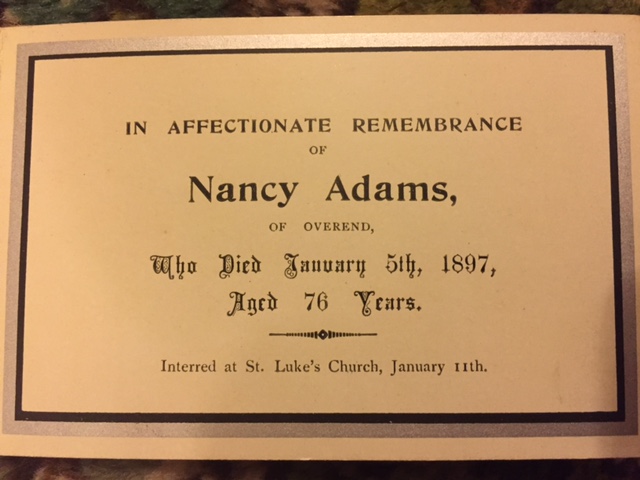 IN AFFECTIONATE REMEMBRANCE
OF
Nancy Adams,
OF OVEREND,
Who Died January 5th, 1897,
Aged 76 Years.
Interred at St. Luke's Church, January 11th.